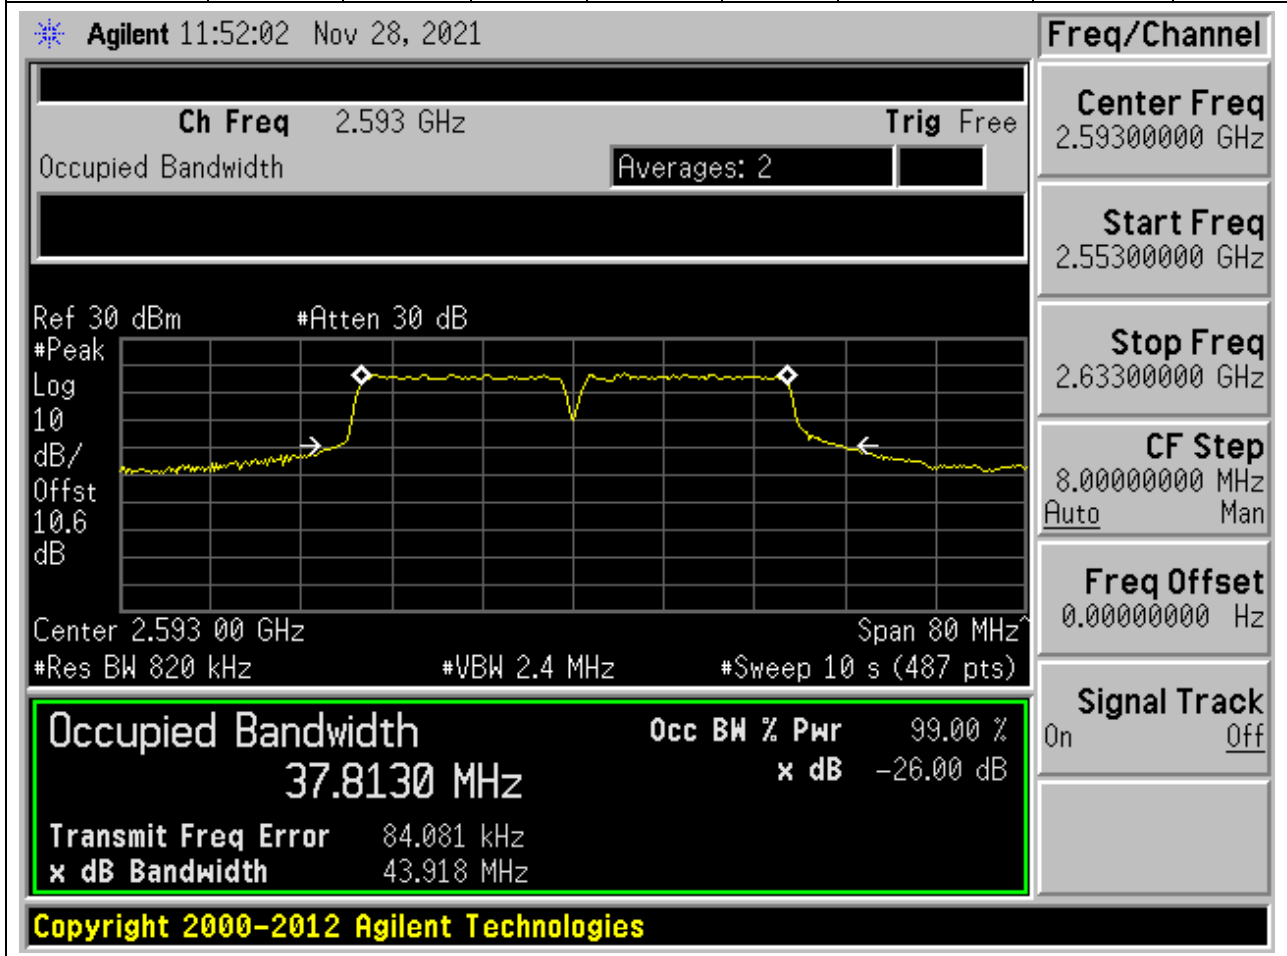 Agilent 11:52:02 Nov 28, 2021
Freq/Channel
Ch Freq 2.593 GHz Trig Free
Occupied Bandwidth Averages: 2
Ref 30 dBm #Atten 30 dB
#Peak
Log
10
dB/
Offst
10.6
dB
Center 2.593 00 GHz Span 80 MHz^
#Res BW 820 kHz #VBW 2.4 MHz #Sweep 10 s (487 pts)
Occupied Bandwidth
37.8130 MHz
Occ BW % Pwr 99.00 %
x dB -26.00 dB
Transmit Freq Error 84.081 kHz
x dB Bandwidth 43.918 MHz
Center Freq
2.59300000 GHz
Start Freq
2.55300000 GHz
Stop Freq
2.63300000 GHz
CF Step
8.00000000 MHz
Auto Man
Freq Offset
0.00000000 Hz
Signal Track
On Off
Copyright 2000-2012 Agilent Technologies